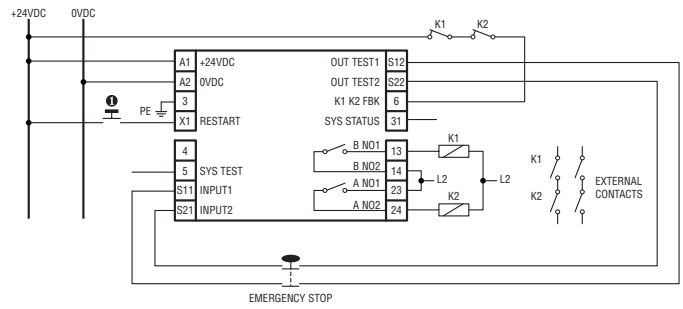 +24VDC 0VDC
K1 K2
A1 +24VDC OUT TEST1 S12
A2 0VDC OUT TEST2 S22
3 K1 K2 FBK 6
PE
1
X1 RESTART SYS STATUS 31
4 B NO1 13 K1
5 SYS TEST B NO2 14 L2 L2
S11 INPUT1 A NO1 23
S21 INPUT2 A NO2 24 K2
K1
K2
EXTERNAL
CONTACTS
EMERGENCY STOP